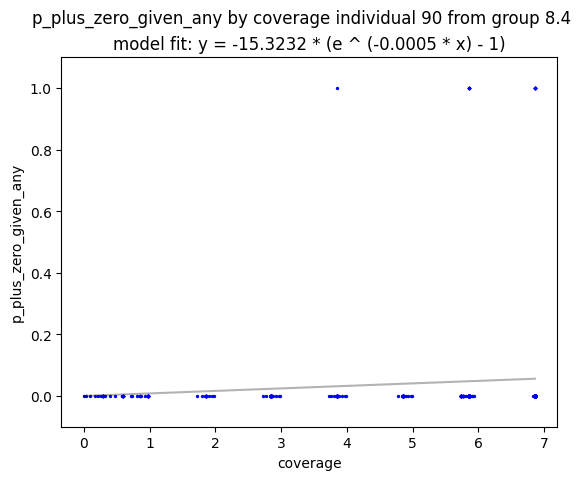 p_plus_zero_given_any by coverage individual 90 from group 8.4
model fit: y = -15.3232 * (e ^ (-0.0005 * x) - 1)
1.0
0.8
0.6
0.4
0.2
0.0
p_plus_zero_given_any
0 1 2 3 4 5 6 7
coverage